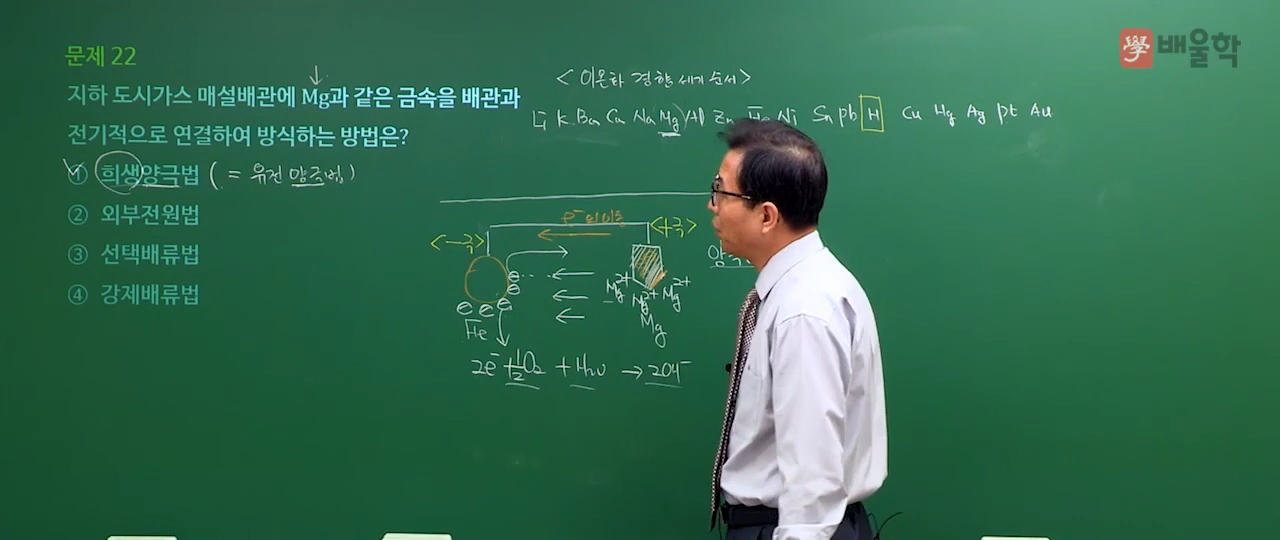 學 배울학
문제 22
지하 도시가스 매설배관에 Mg과 같은 금속을 배관과
전기적으로 연결하여 방식하는 방법은?
① 희생양극법 (= 유전양극법)
② 외부전원법
③ 선택배류법
④ 강제배류법
<이온화 경향 세기 순서>
Li K Ba Ca Na Mg Al Zn Fe Ni Sn Pb H Cu Hg Ag Pt Au
e⁻의 이동
<-극>
<+극>
Mg²⁺ Mg²⁺ Mg²⁺
Fe
Mg
2e⁻ + ½O₂ + H₂O → 2OH⁻